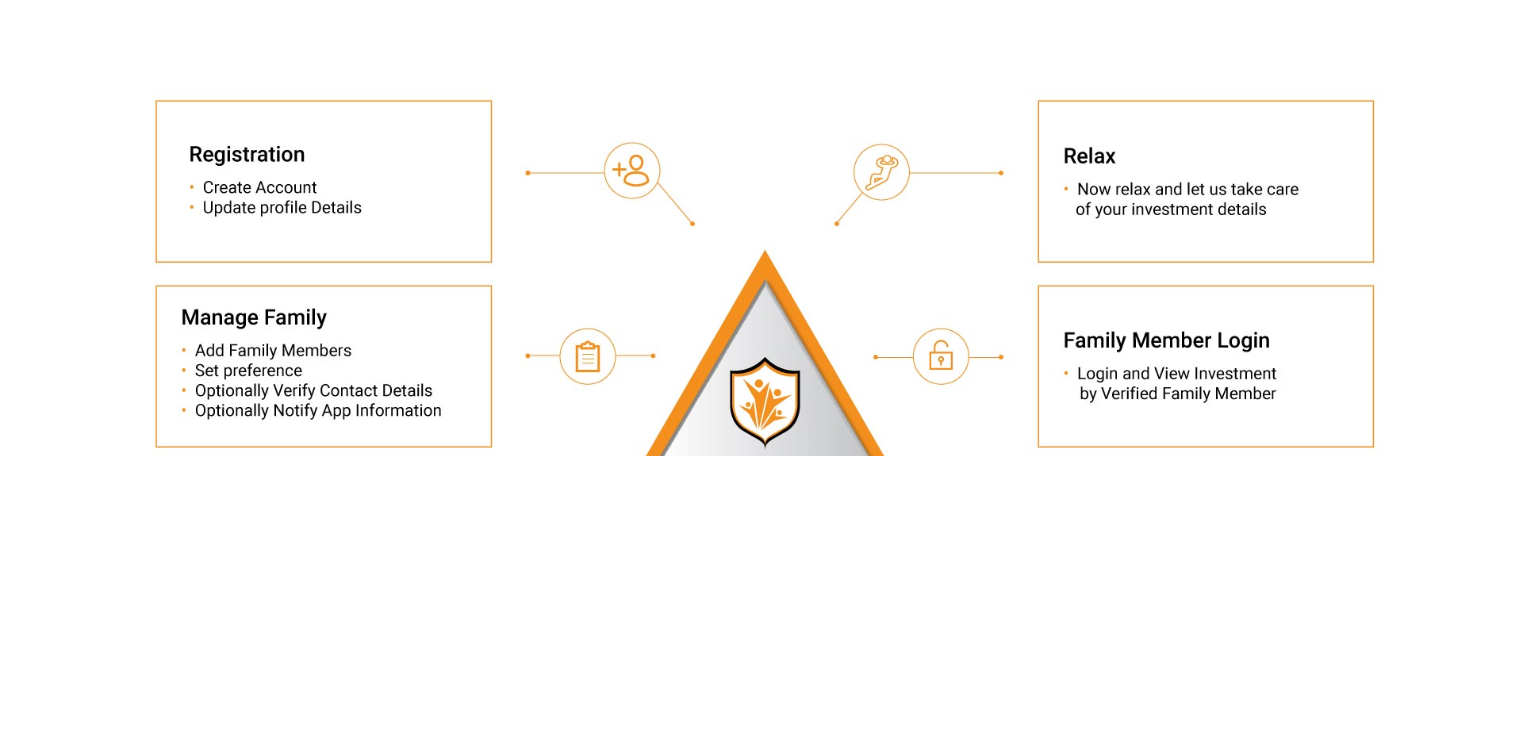 Registration
• Create Account
• Update profile Details
Manage Family
• Add Family Members
• Set preference
• Optionally Verify Contact Details
• Optionally Notify App Information
Relax
• Now relax and let us take care
of your investment details
Family Member Login
• Login and View Investment
by Verified Family Member